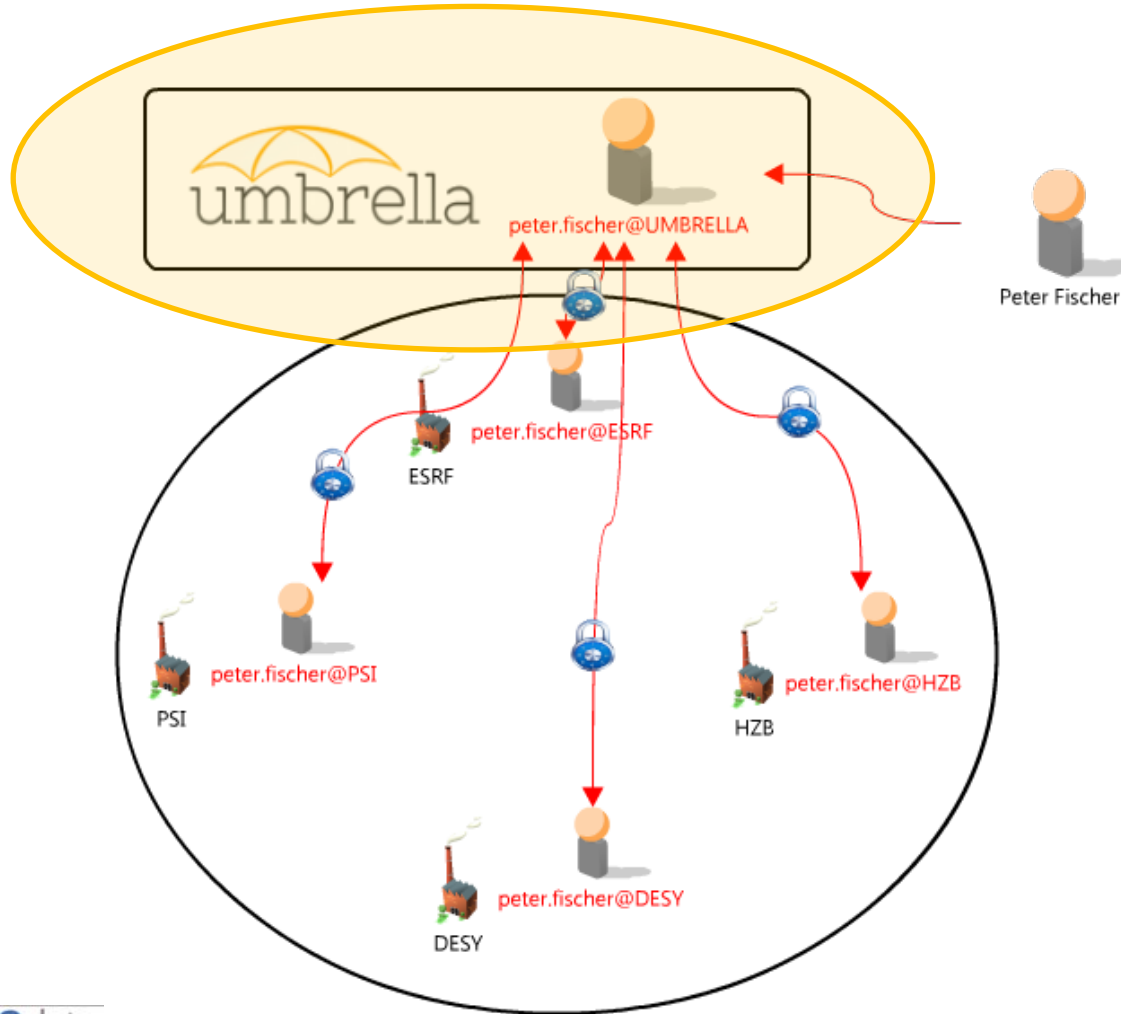 umbrella
peter.fischer@UMBRELLA
Peter Fischer
peter.fischer@ESRF
ESRF
peter.fischer@PSI
PSI
peter.fischer@HZB
HZB
peter.fischer@DESY
DESY